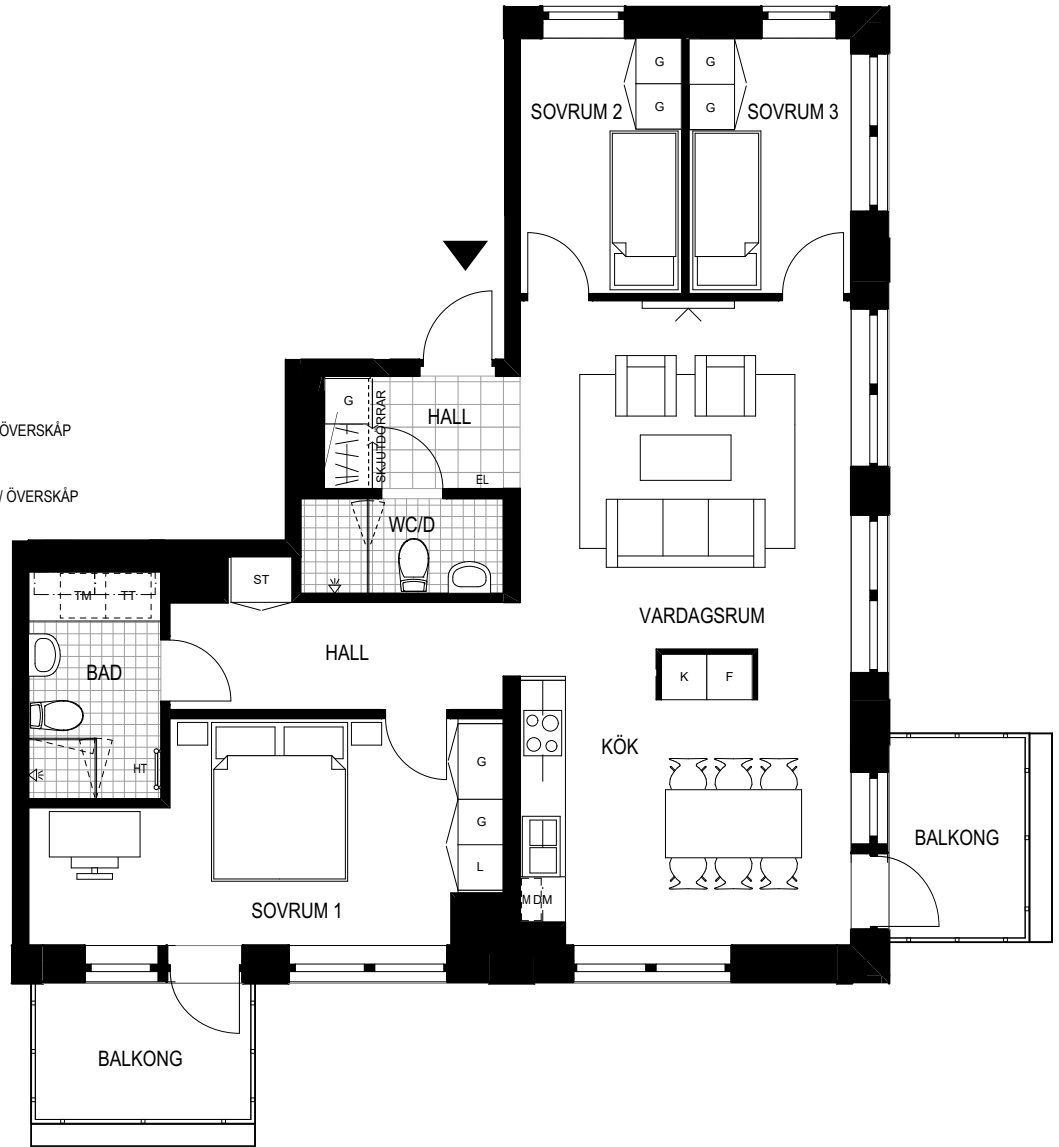 G
G
G
G
SOVRUM 2
SOVRUM 3
G
SKJUTDÖRRAR
HALL
EL
ÖVERSKÅP
/ ÖVERSKÅP
WC/D
ST
TM
TT
VARDAGSRUM
HALL
BAD
K
F
KÖK
HT
G
G
L
BALKONG
M DM
SOVRUM 1
BALKONG